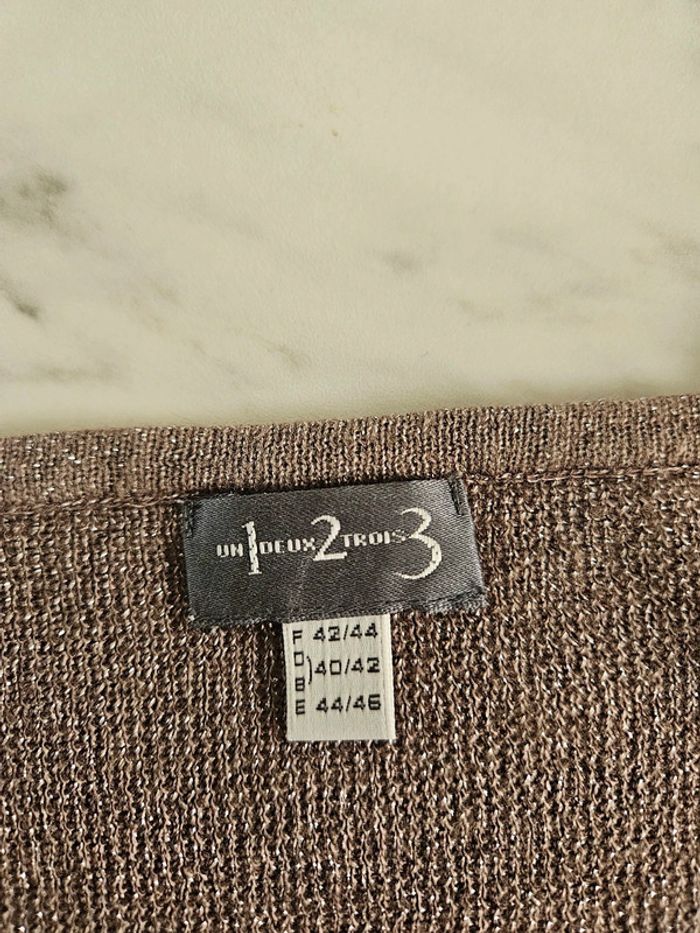 UN 1 DEUX 2 TROIS 3
F 42/44
D
B ) 40/42
E 44/46